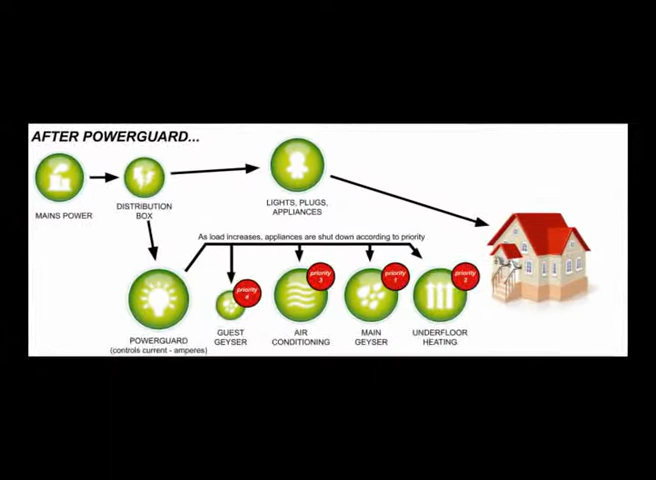 AFTER POWERGUARD...
MAINS POWER
DISTRIBUTION
BOX
LIGHTS, PLUGS,
APPLIANCES
As load increases, appliances are shut down according to priority
priority
4
priority
3
priority
1
priority
2
POWERGUARD
(controls current - amperes)
GUEST
GEYSER
AIR
CONDITIONING
MAIN
GEYSER
UNDERFLOOR
HEATING